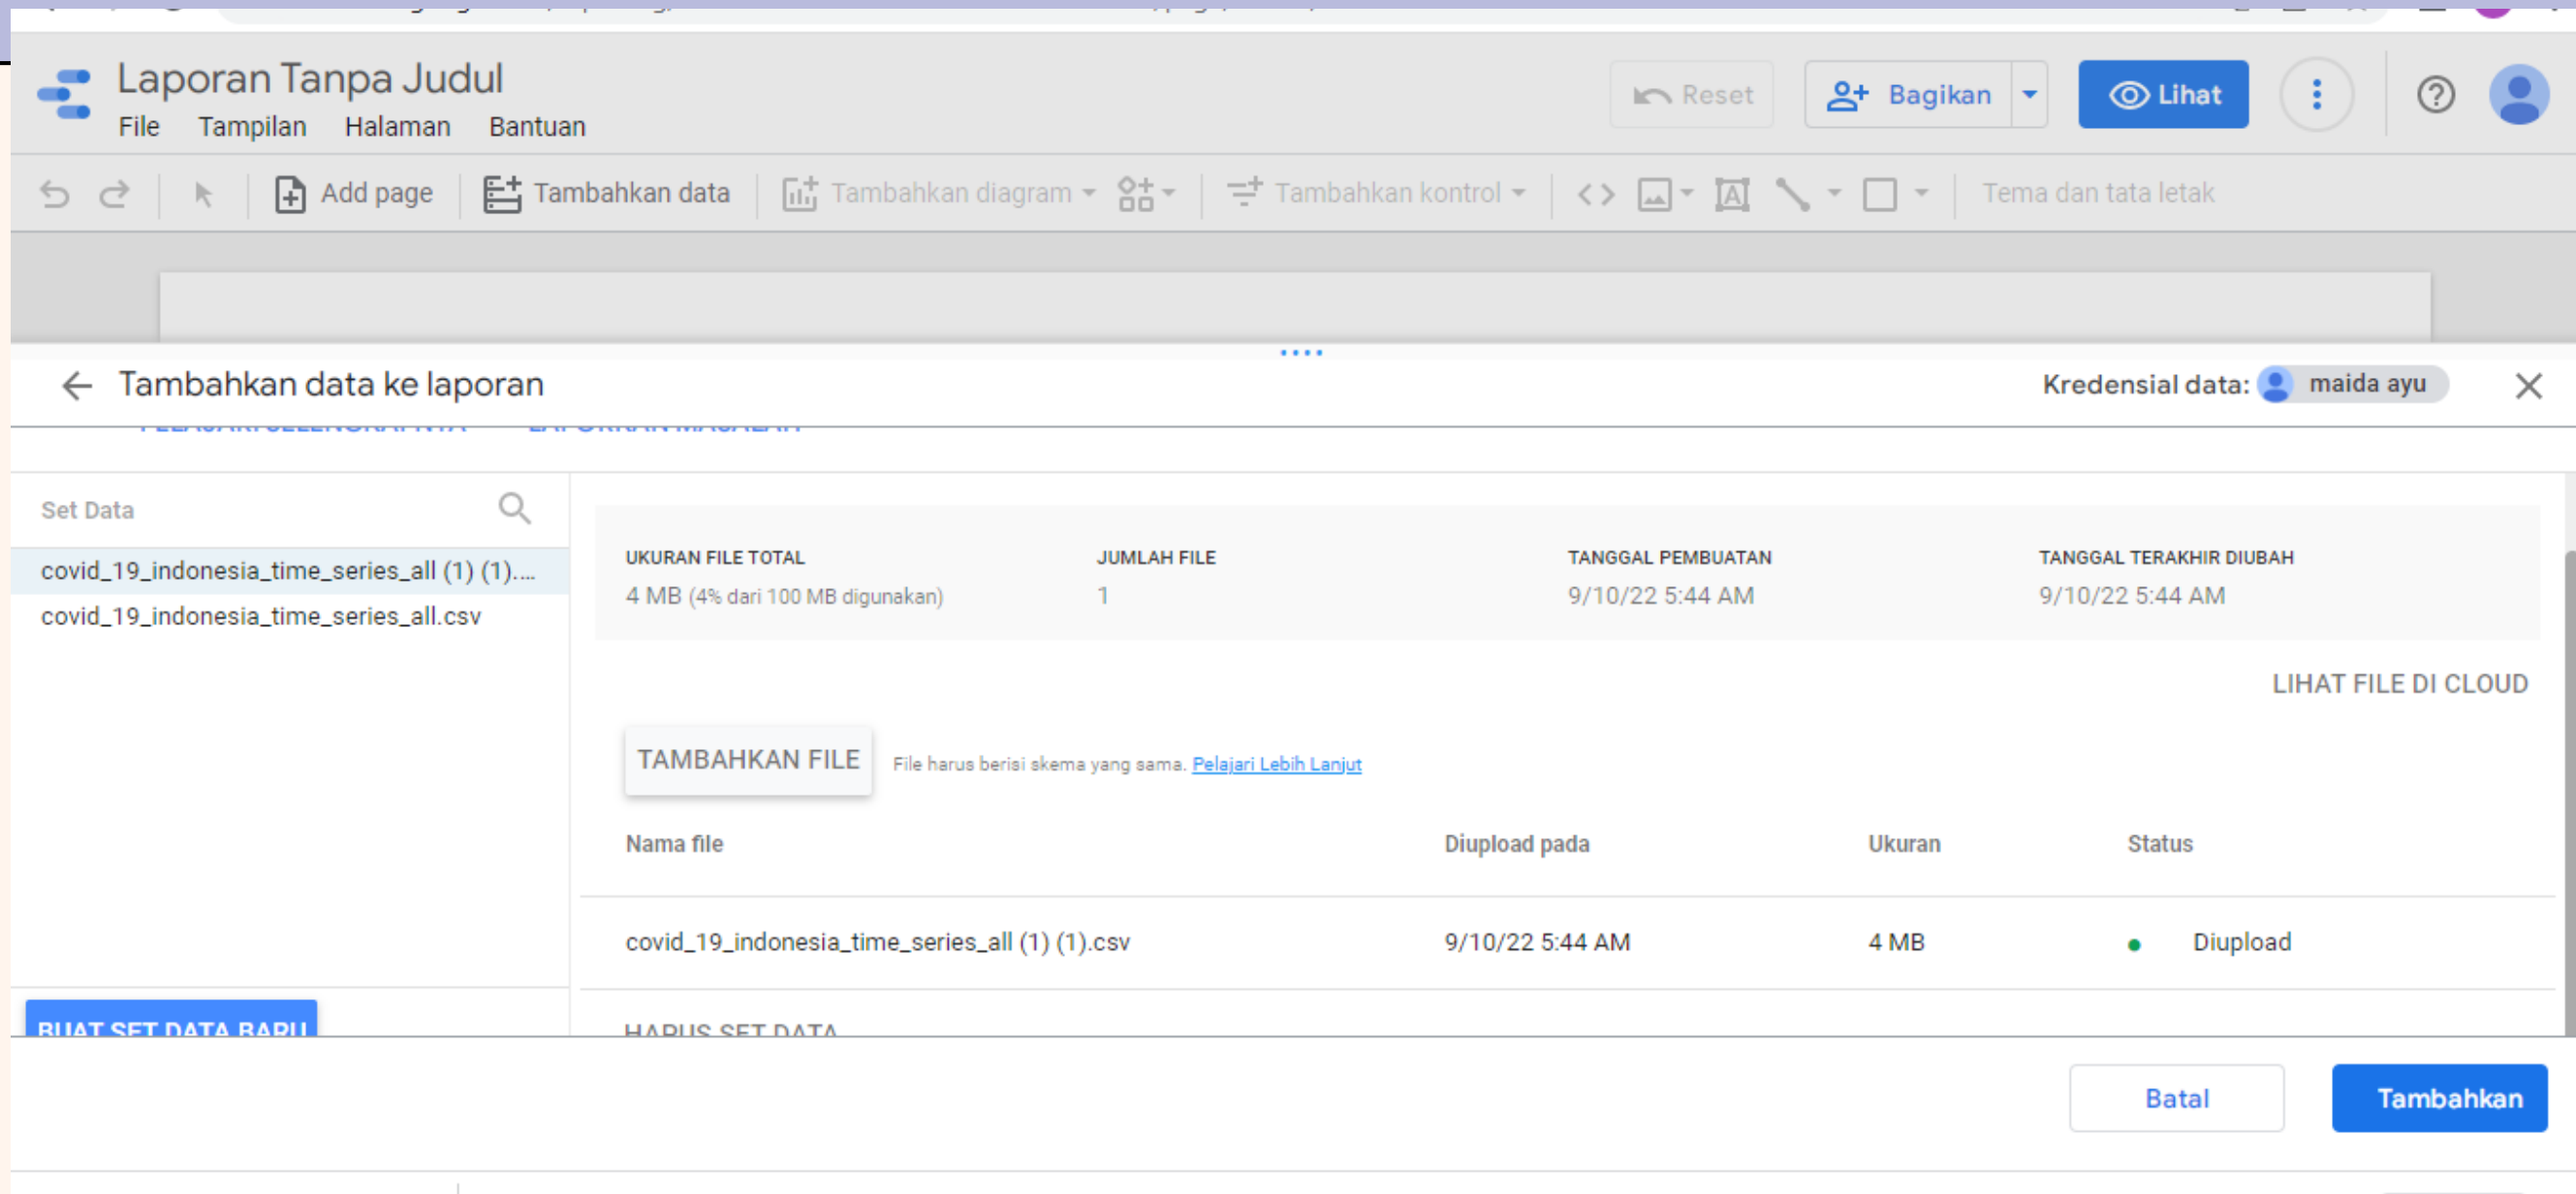 Laporan Tanpa Judul
File Tampilan Halaman Bantuan
Reset Bagikan Lihat
Add page Tambahkan data Tambahkan diagram Tambahkan kontrol Tema dan tata letak
Tambahkan data ke laporan Kredensial data: maida ayu
Set Data
covid_19_indonesia_time_series_all (1) (1)....
covid_19_indonesia_time_series_all.csv
UKURAN FILE TOTAL JUMLAH FILE TANGGAL PEMBUATAN TANGGAL TERAKHIR DIUBAH
4 MB (4% dari 100 MB digunakan) 1 9/10/22 5:44 AM 9/10/22 5:44 AM
LIHAT FILE DI CLOUD
TAMBAHKAN FILE File harus berisi skema yang sama. Pelajari Lebih Lanjut
Nama file Diupload pada Ukuran Status
covid_19_indonesia_time_series_all (1) (1).csv 9/10/22 5:44 AM 4 MB Diupload
BUAT SET DATA BARU HAPUS SET DATA
Batal Tambahkan